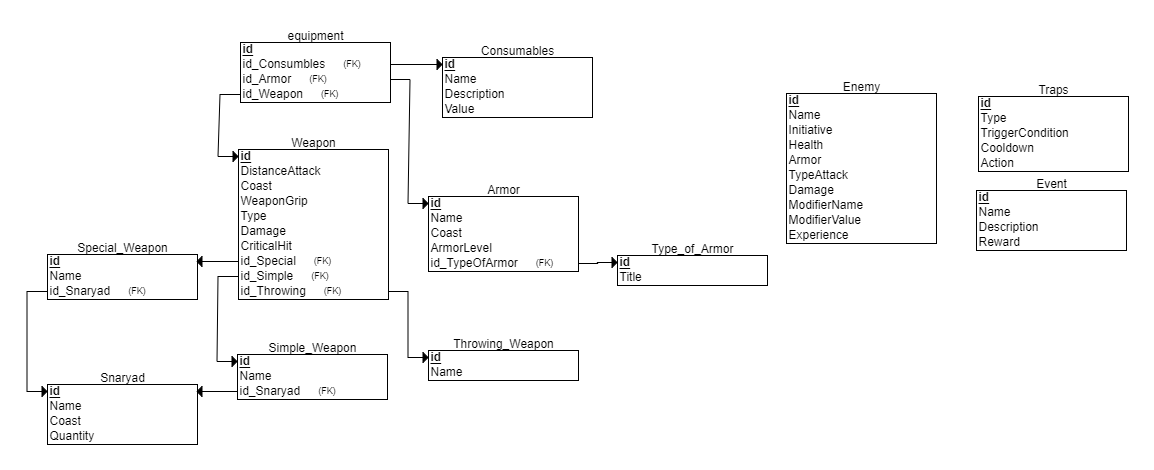 equipment
id
id_Consumbles (FK)
id_Armor (FK)
id_Weapon (FK)
Consumables
id
Name
Description
Value
Weapon
id
DistanceAttack
Coast
WeaponGrip
Type
Damage
CriticalHit
id_Special (FK)
id_Simple (FK)
id_Throwing (FK)
Armor
id
Name
Coast
ArmorLevel
id_TypeOfArmor (FK)
Type_of_Armor
id
Title
Special_Weapon
id
Name
id_Snaryad (FK)
Simple_Weapon
id
Name
id_Snaryad (FK)
Throwing_Weapon
id
Name
Snaryad
id
Name
Coast
Quantity
Enemy
id
Name
Initiative
Health
Armor
TypeAttack
Damage
ModifierName
ModifierValue
Experience
Traps
id
Type
TriggerCondition
Cooldown
Action
Event
id
Name
Description
Reward